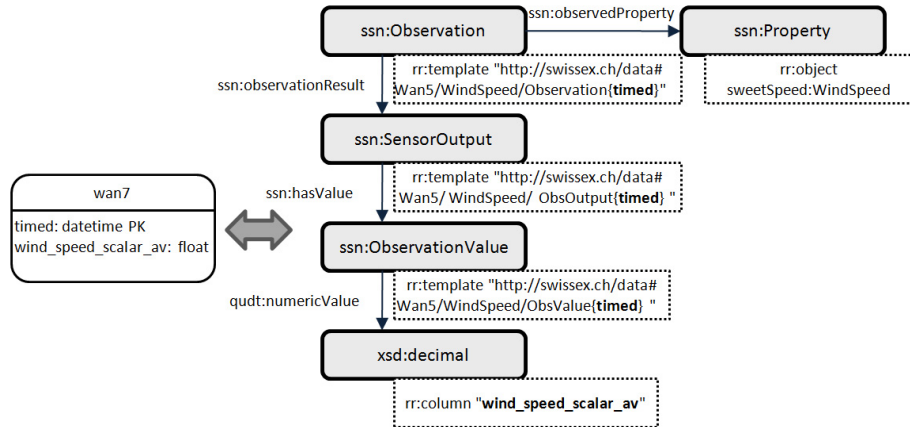 ssn:observedProperty
ssn:Observation
ssn:Property
rr:template "http://swissex.ch/data#
Wan5/WindSpeed/Observation{timed}"
rr:object
sweetSpeed:WindSpeed
ssn:observationResult
ssn:SensorOutput
rr:template "http://swissex.ch/data#
Wan5/ WindSpeed/ ObsOutput{timed} "
wan7
timed: datetime PK
wind_speed_scalar_av: float
ssn:hasValue
ssn:ObservationValue
rr:template "http://swissex.ch/data#
Wan5/WindSpeed/ObsValue{timed} "
qudt:numericValue
xsd:decimal
rr:column "wind_speed_scalar_av"